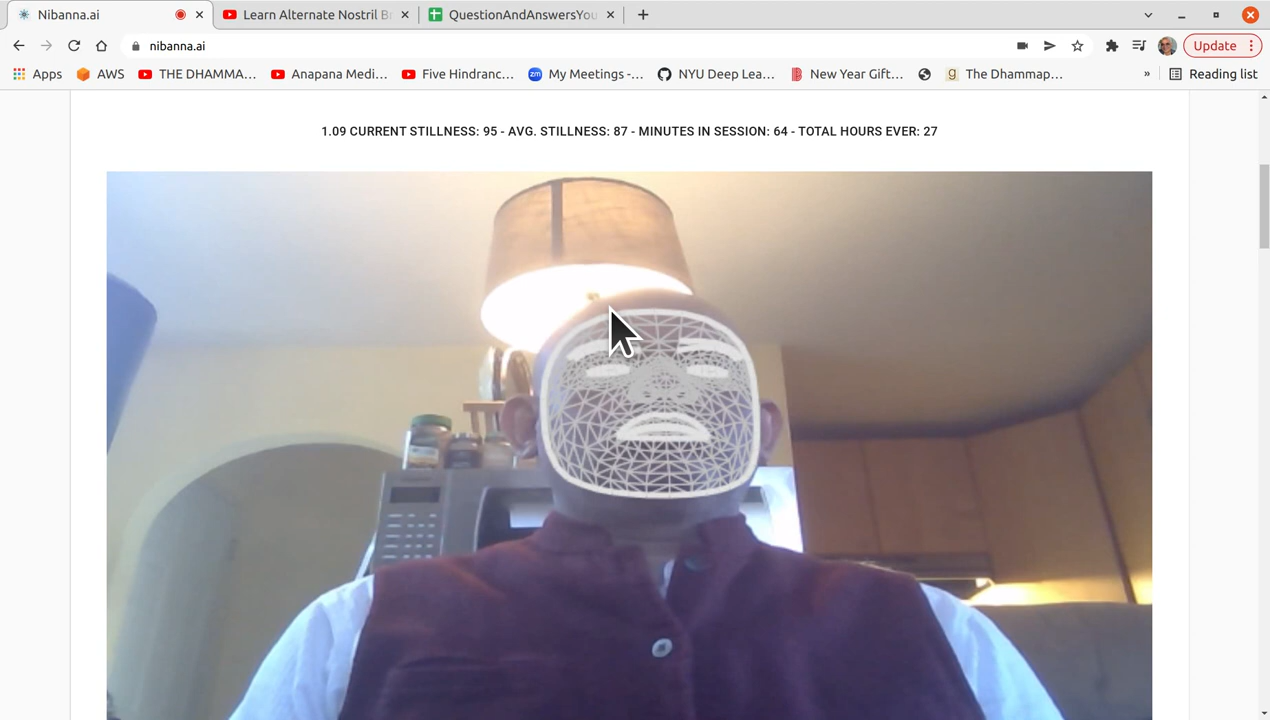 Nibanna.ai
Learn Alternate Nostril B
QuestionAndAnswersYou
nibanna.ai
Update
Apps
AWS
THE DHAMMA...
Anapana Medi...
Five Hindranc...
zm
My Meetings -...
NYU Deep Lea...
New Year Gift...
g
The Dhammap...
»
Reading list
1.09 CURRENT STILLNESS: 95 - AVG. STILLNESS: 87 - MINUTES IN SESSION: 64 - TOTAL HOURS EVER: 27